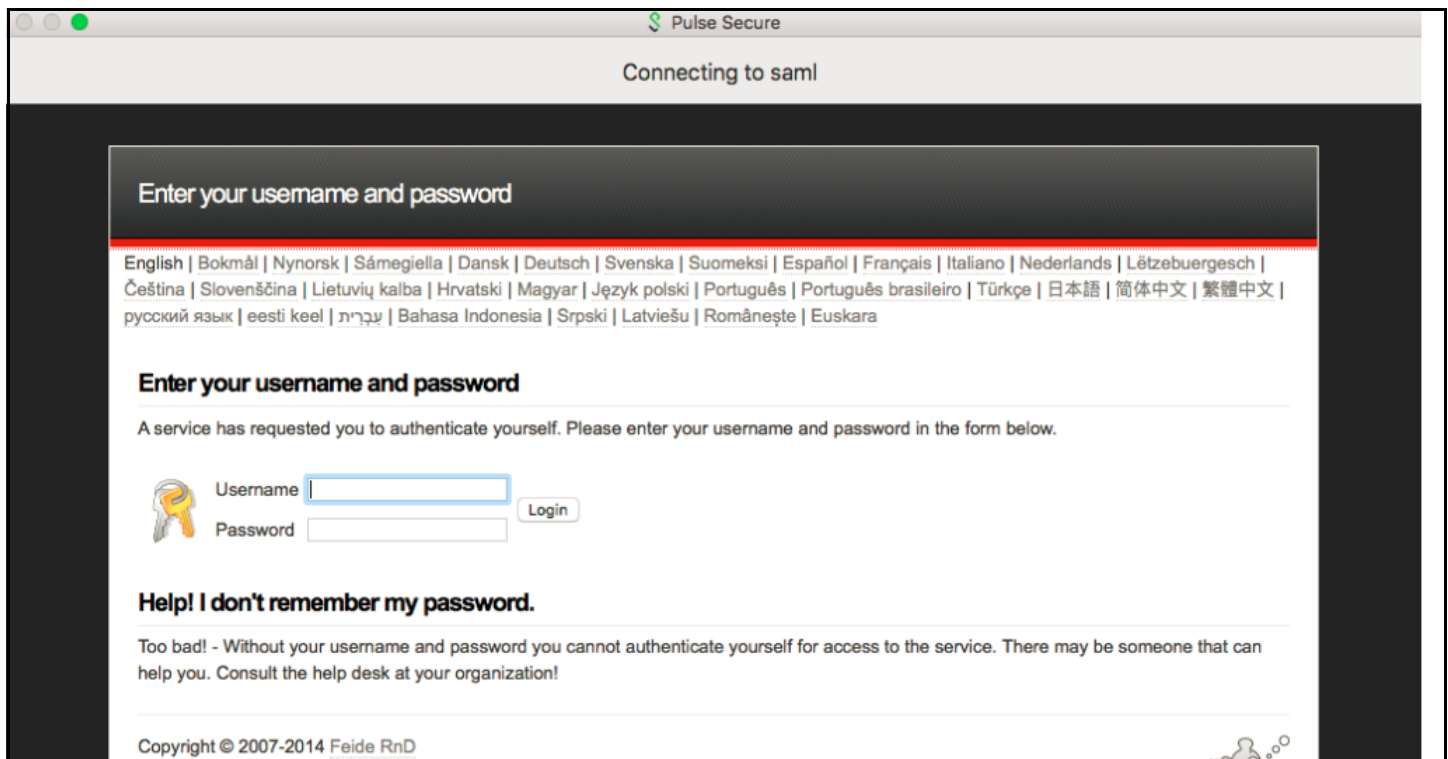 Pulse Secure
Connecting to saml
Enter your username and password
English | Bokmål | Nynorsk | Sámegiella | Dansk | Deutsch | Svenska | Suomeksi | Español | Français | Italiano | Nederlands | Lëtzebuergesch |
Čeština | Slovenščina | Lietuvių kalba | Hrvatski | Magyar | Język polski | Português | Português brasileiro | Türkçe | 日本語 | 简体中文 | 繁體中文 |
русский язык | eesti keel | עִבְרִית | Bahasa Indonesia | Srpski | Latviešu | Românește | Euskara
Enter your username and password
A service has requested you to authenticate yourself. Please enter your username and password in the form below.
Username
Login
Password
Help! I don't remember my password.
Too bad! - Without your username and password you cannot authenticate yourself for access to the service. There may be someone that can
help you. Consult the help desk at your organization!
Copyright © 2007-2014 Feide RnD